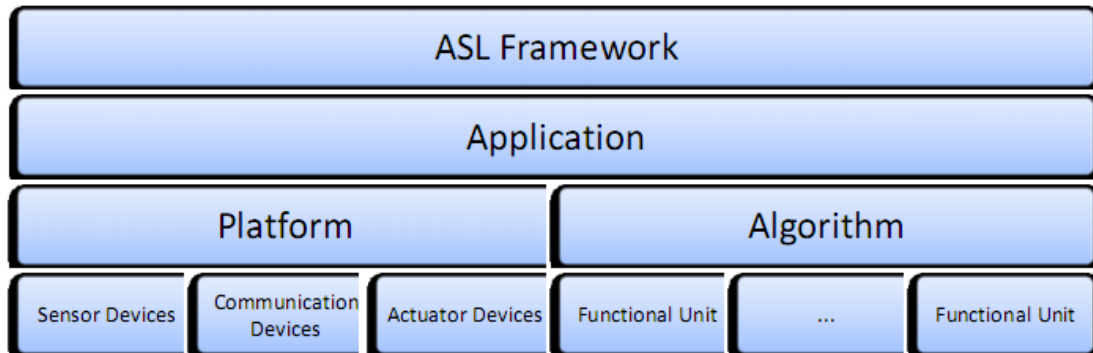 ASL Framework
Application
Platform
Algorithm
Sensor Devices
Communication
Devices
Actuator Devices
Functional Unit
...
Functional Unit